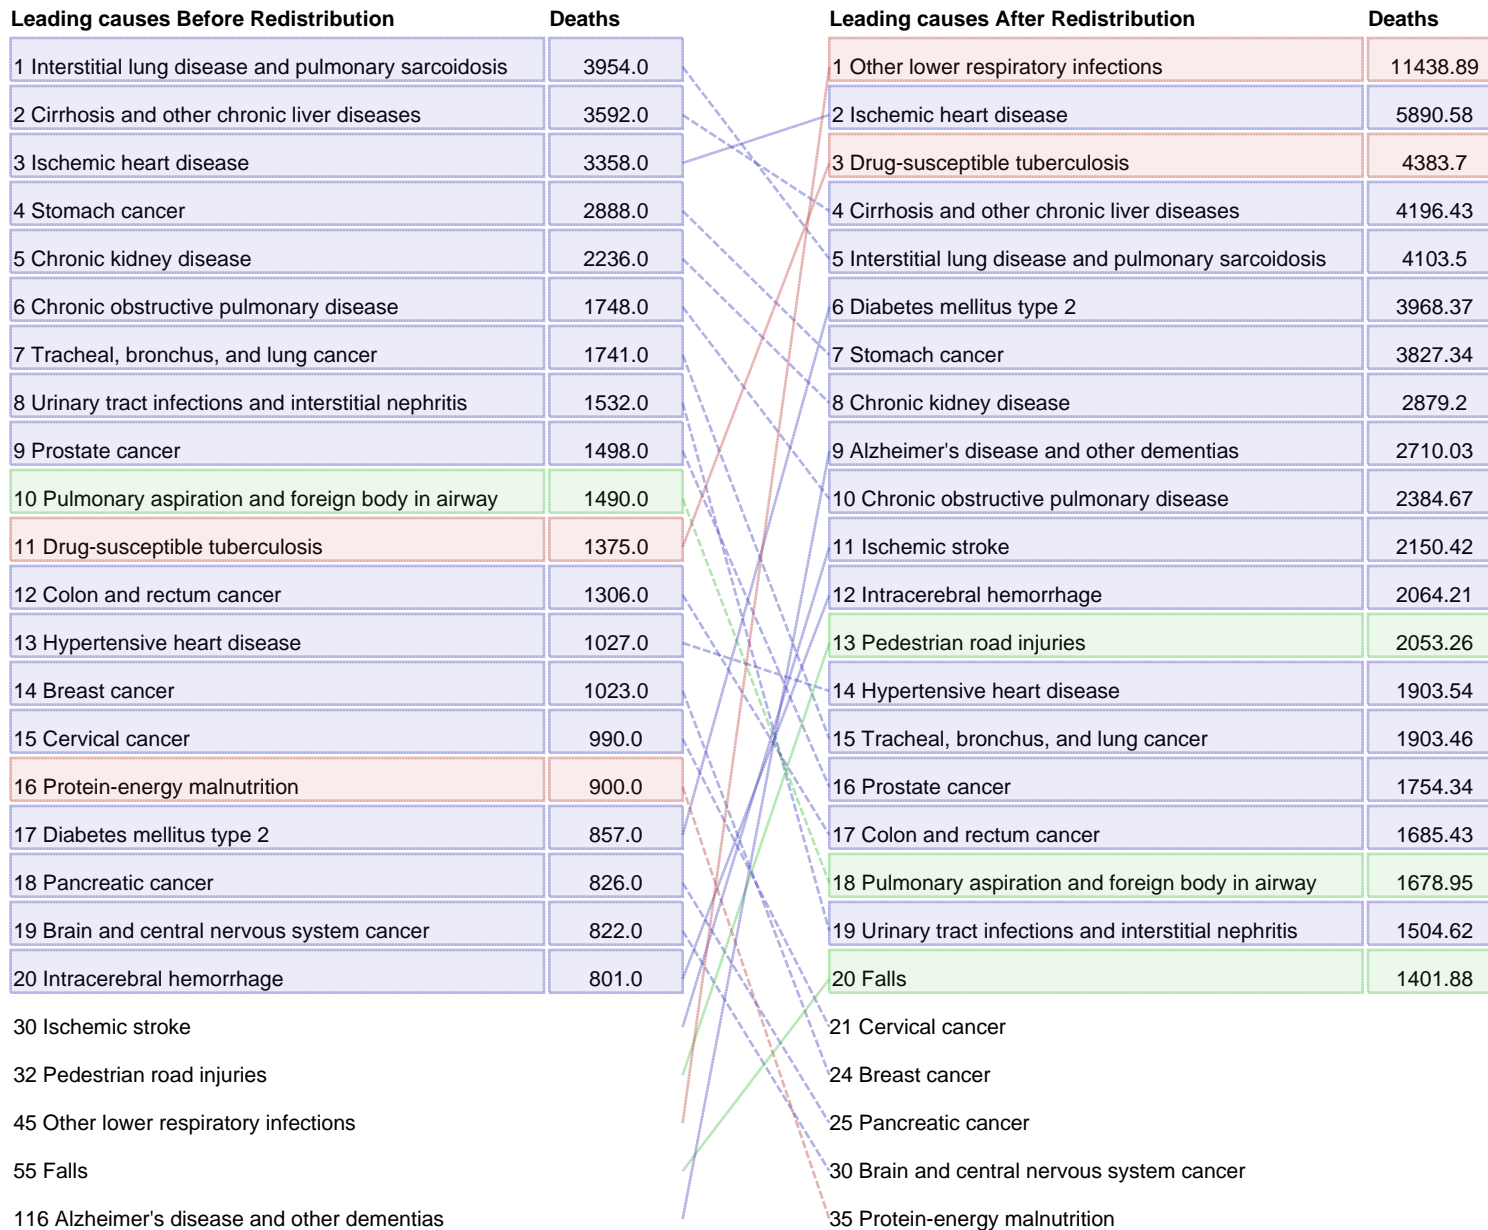 Leading causes Before Redistribution Deaths Leading causes After Redistribution Deaths
1 Interstitial lung disease and pulmonary sarcoidosis 3954.0 1 Other lower respiratory infections 11438.89
2 Cirrhosis and other chronic liver diseases 3592.0 2 Ischemic heart disease 5890.58
3 Ischemic heart disease 3358.0 3 Drug-susceptible tuberculosis 4383.7
4 Stomach cancer 2888.0 4 Cirrhosis and other chronic liver diseases 4196.43
5 Chronic kidney disease 2236.0 5 Interstitial lung disease and pulmonary sarcoidosis 4103.5
6 Chronic obstructive pulmonary disease 1748.0 6 Diabetes mellitus type 2 3968.37
7 Tracheal, bronchus, and lung cancer 1741.0 7 Stomach cancer 3827.34
8 Urinary tract infections and interstitial nephritis 1532.0 8 Chronic kidney disease 2879.2
9 Prostate cancer 1498.0 9 Alzheimer's disease and other dementias 2710.03
10 Pulmonary aspiration and foreign body in airway 1490.0 10 Chronic obstructive pulmonary disease 2384.67
11 Drug-susceptible tuberculosis 1375.0 11 Ischemic stroke 2150.42
12 Colon and rectum cancer 1306.0 12 Intracerebral hemorrhage 2064.21
13 Hypertensive heart disease 1027.0 13 Pedestrian road injuries 2053.26
14 Breast cancer 1023.0 14 Hypertensive heart disease 1903.54
15 Cervical cancer 990.0 15 Tracheal, bronchus, and lung cancer 1903.46
16 Protein-energy malnutrition 900.0 16 Prostate cancer 1754.34
17 Diabetes mellitus type 2 857.0 17 Colon and rectum cancer 1685.43
18 Pancreatic cancer 826.0 18 Pulmonary aspiration and foreign body in airway 1678.95
19 Brain and central nervous system cancer 822.0 19 Urinary tract infections and interstitial nephritis 1504.62
20 Intracerebral hemorrhage 801.0 20 Falls 1401.88
30 Ischemic stroke 21 Cervical cancer
32 Pedestrian road injuries 24 Breast cancer
45 Other lower respiratory infections 25 Pancreatic cancer
55 Falls 30 Brain and central nervous system cancer
116 Alzheimer's disease and other dementias 35 Protein-energy malnutrition